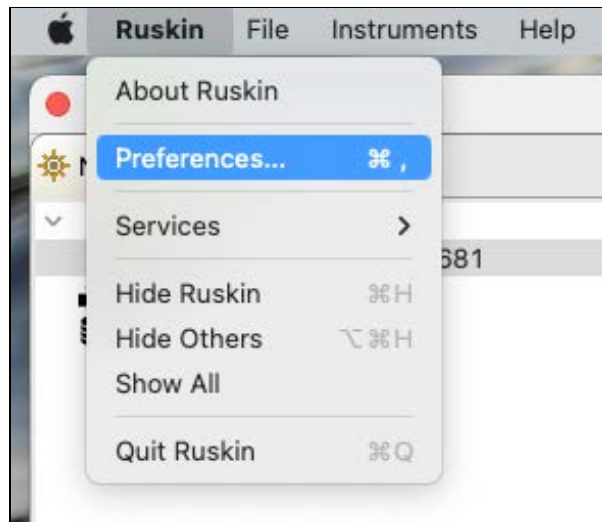 Ruskin File Instruments Help
About Ruskin
Preferences... ⌘ ,
Services
681
Hide Ruskin ⌘H
Hide Others ⌥⌘H
Show All
Quit Ruskin ⌘Q